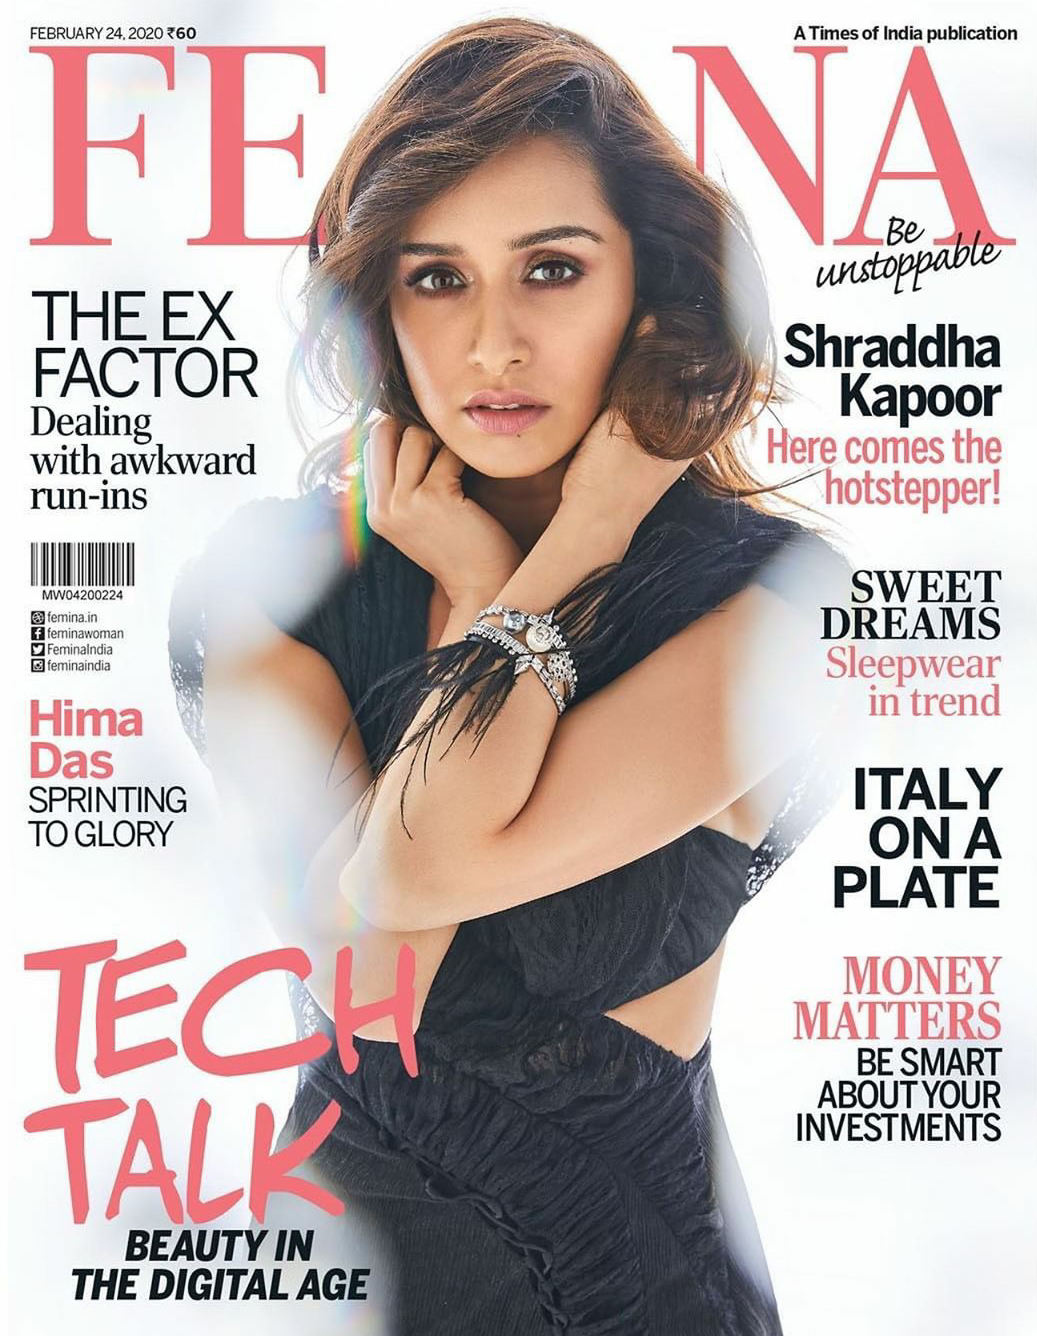 FEBRUARY 24, 2020 ₹60
A Times of India publication
FE NA
Be
unstoppable
THE EX
FACTOR
Dealing
with awkward
run-ins
MW04200224
femina.in
feminawoman
FeminaIndia
feminaindia
Hima
Das
SPRINTING
TO GLORY
TECH
TALK
BEAUTY IN
THE DIGITAL AGE
Shraddha
Kapoor
Here comes the
hotstepper!
SWEET
DREAMS
Sleepwear
in trend
ITALY
ON A
PLATE
MONEY
MATTERS
BE SMART
ABOUT YOUR
INVESTMENTS